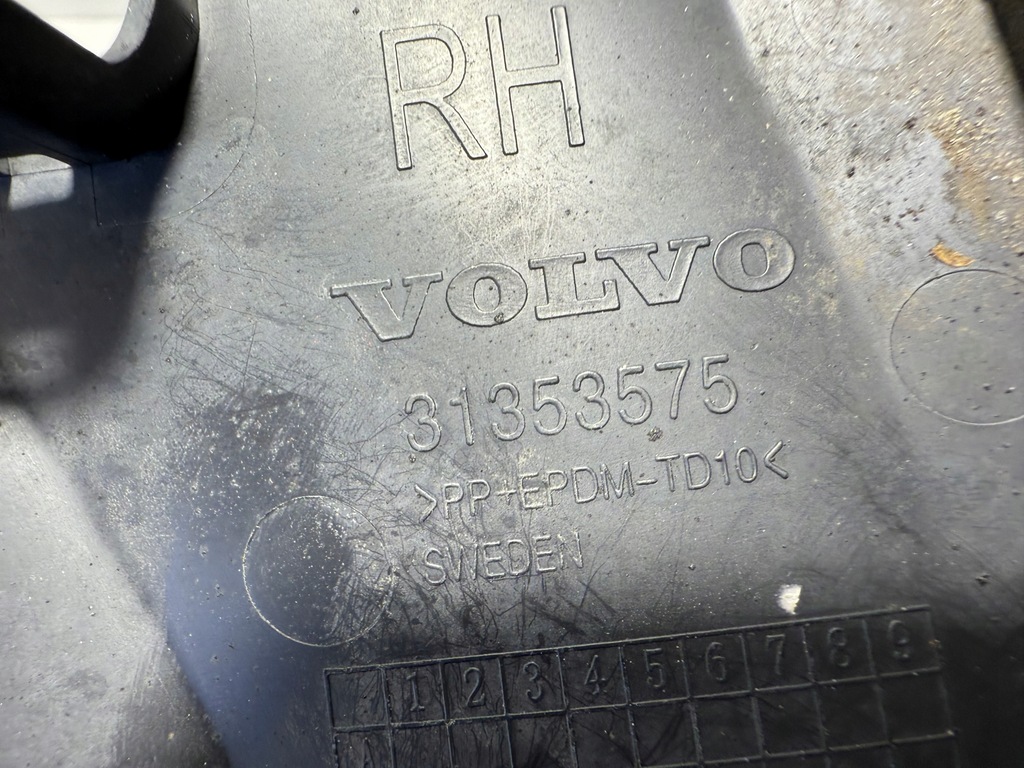 RH
VOLVO
31353575
>PP+EPDM-TD10<
SWEDEN
1 2 3 4 5 6 7 8 9
A